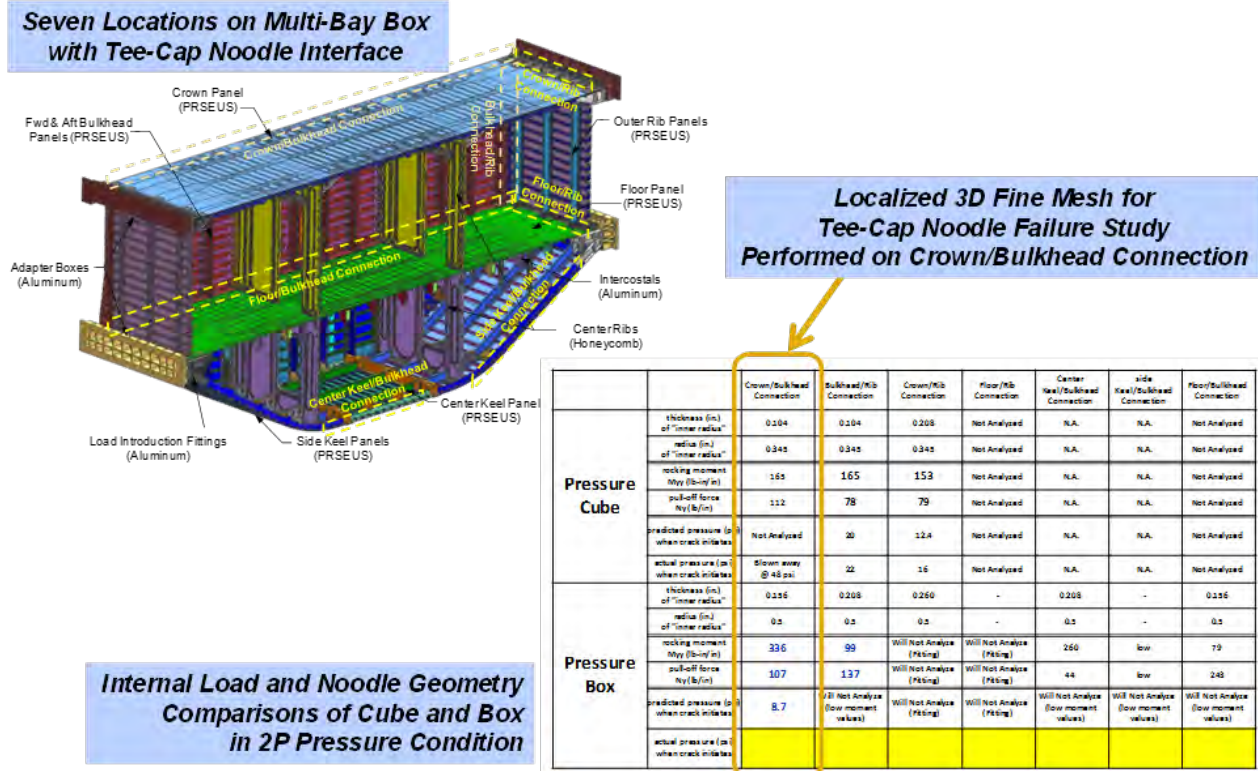 Seven Locations on Multi-Bay Box
with Tee-Cap Noodle Interface
Crown Panel
(PRSEUS)
Fwd & Aft Bulkhead
Panels (PRSEUS)
Crown/Bulkhead Connection
Crown/Rib
Connection
Bulkhead/Rib
Connection
Outer Rib Panels
(PRSEUS)
Floor Panel
(PRSEUS)
Floor/Rib
Connection
Adapter Boxes
(Aluminum)
Floor/Bulkhead Connection
Side Keel/Bulkhead
Connection
Intercostals
(Aluminum)
Center Ribs
(Honeycomb)
Center Keel/Bulkhead
Connection
Center Keel Panel
(PRSEUS)
Load Introduction Fittings
(Aluminum)
Side Keel Panels
(PRSEUS)
Localized 3D Fine Mesh for
Tee-Cap Noodle Failure Study
Performed on Crown/Bulkhead Connection
Internal Load and Noodle Geometry
Comparisons of Cube and Box
in 2P Pressure Condition
Crown/Bulkhead Connection Bulkhead/Rib Connection Crown/Rib Connection Floor/Rib Connection Center Keel/Bulkhead Connection side Keel/Bulkhead Connection Floor/Bulkhead Connection
Pressure Cube
thickness (in.) of "inner radius" 0.104 0.104 0.208 Not Analyzed N.A. N.A. Not Analyzed
radius (in.) of "inner radius" 0.345 0.345 0.345 Not Analyzed N.A. N.A. Not Analyzed
rocking moment Myy (lb-in/in) 165 165 153 Not Analyzed N.A. N.A. Not Analyzed
pull-off force Ny (lb/in) 112 78 79 Not Analyzed N.A. N.A. Not Analyzed
predicted pressure (psi) when crack initiates Not Analyzed 20 12.4 Not Analyzed N.A. N.A. Not Analyzed
actual pressure (psi) when crack initiates Blown away @ 48 psi 22 16 Not Analyzed N.A. N.A. Not Analyzed
Pressure Box
thickness (in.) of "inner radius" 0.156 0.208 0.260 - 0.208 - 0.156
radius (in.) of "inner radius" 0.5 0.5 0.5 - 0.5 - 0.5
rocking moment Myy (lb-in/in) 336 99 Will Not Analyze (Fitting) Will Not Analyze (Fitting) 260 low 79
pull-off force Ny (lb/in) 107 137 Will Not Analyze (Fitting) Will Not Analyze (Fitting) 44 low 243
predicted pressure (psi) when crack initiates 8.7 Will Not Analyze (low moment values) Will Not Analyze (Fitting) Will Not Analyze (Fitting) Will Not Analyze (low moment values) Will Not Analyze (low moment values) Will Not Analyze (low moment values)
actual pressure (psi) when crack initiates